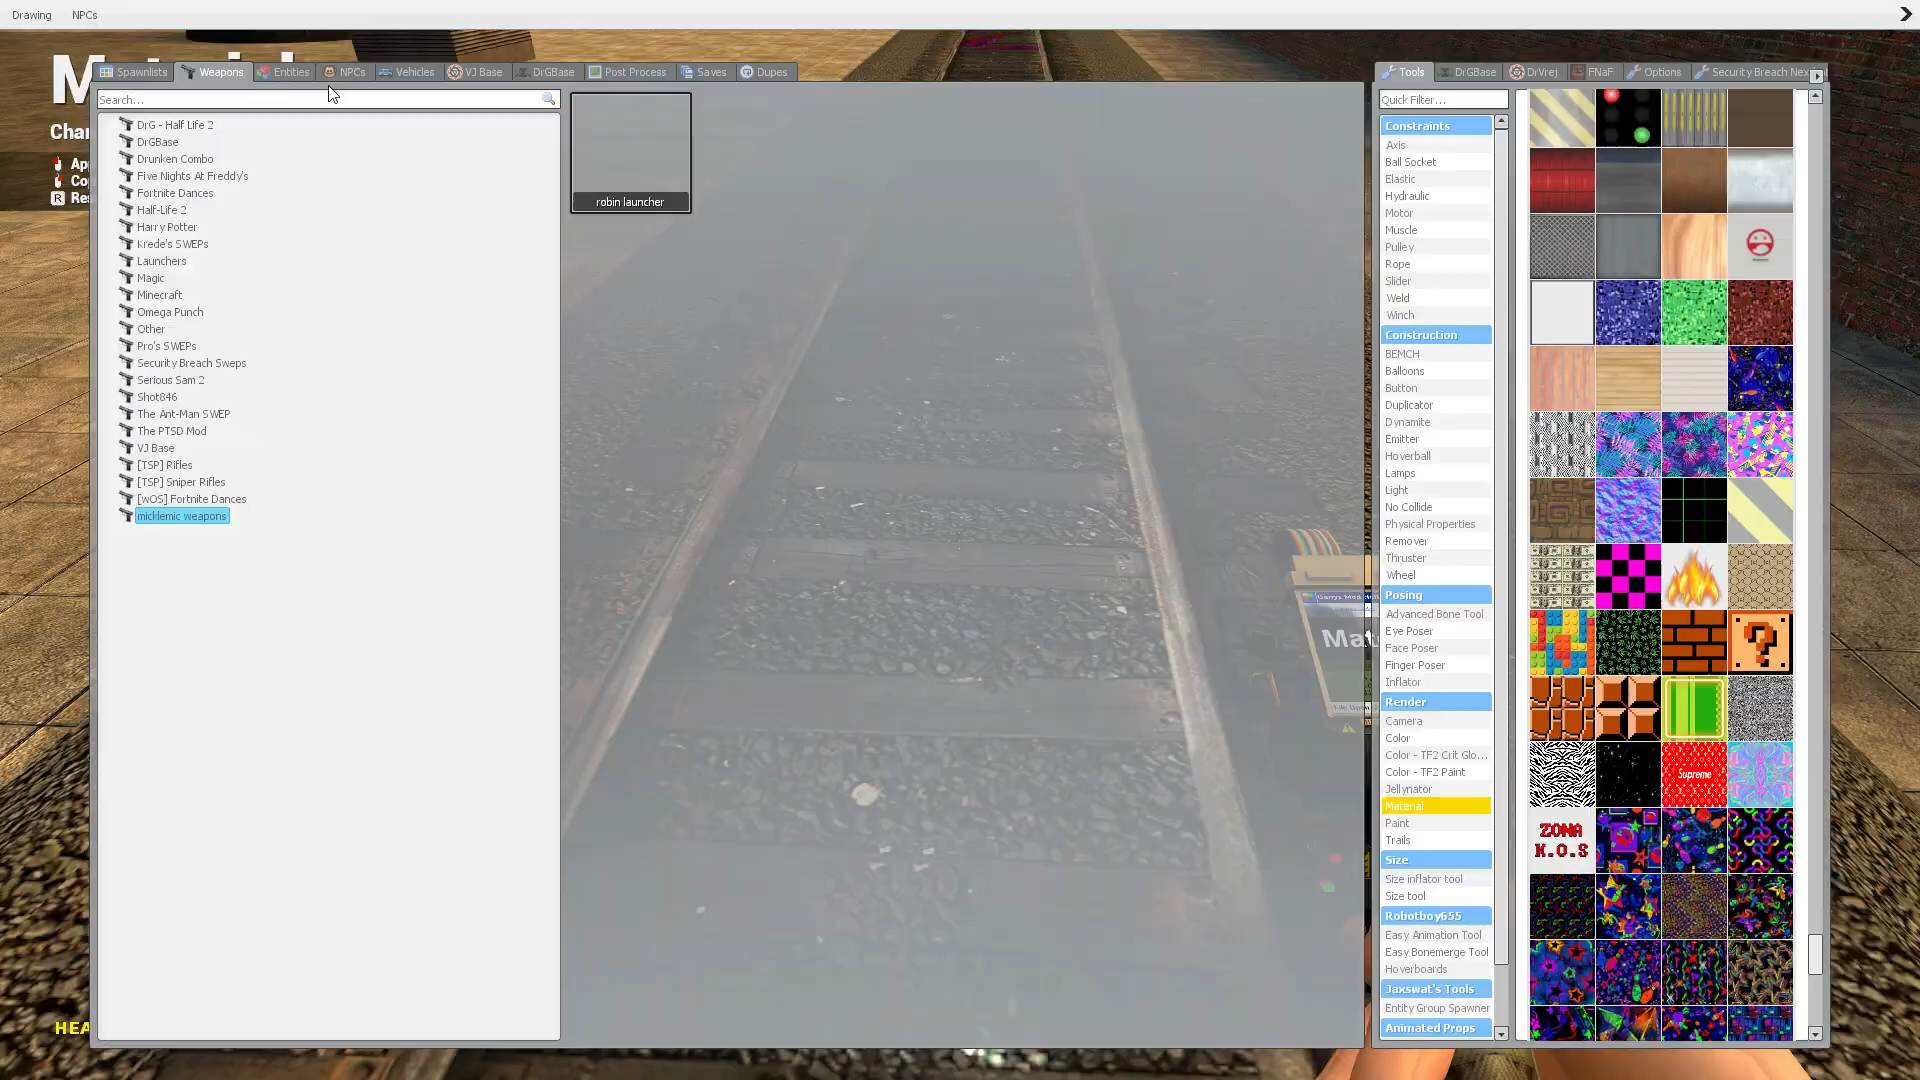 Drawing NPCs
Spawnlists Weapons Entities NPCs Vehicles VJ Base DrGBase Post Process Saves Dupes
Search...
DrG - Half Life 2
DrGBase
Drunken Combo
Five Nights At Freddy's
Fortnite Dances
Half-Life 2
Harry Potter
Krede's SWEPs
Launchers
Magic
Minecraft
Omega Punch
Other
Pro's SWEPs
Security Breach Sweps
Serious Sam 2
Shot846
The Ant-Man SWEP
The PTSD Mod
VJ Base
[TSP] Rifles
[TSP] Sniper Rifles
[wOS] Fortnite Dances
micklemic weapons
robin launcher
Tools DrGBase DrVrej FNaF Options
Quick Filter...
Constraints
Axis
Ball Socket
Elastic
Hydraulic
Motor
Muscle
Pulley
Rope
Slider
Weld
Winch
Construction
BEMCH
Balloons
Button
Duplicator
Dynamite
Emitter
Hoverball
Lamps
Light
No Collide
Physical Properties
Remover
Thruster
Wheel
Posing
Advanced Bone Tool
Eye Poser
Face Poser
Finger Poser
Inflator
Render
Camera
Color
Color - TF2 Crit Glo...
Color - TF2 Paint
Jellynator
Material
Paint
Trails
Size
Size inflator tool
Size tool
Robotboy655
Easy Animation Tool
Easy Bonemerge Tool
Hoverboards
Jaxswat's Tools
Entity Group Spawner
Animated Props
Security Breach
Supreme
ZONA
K.O.S
?
R
HEA